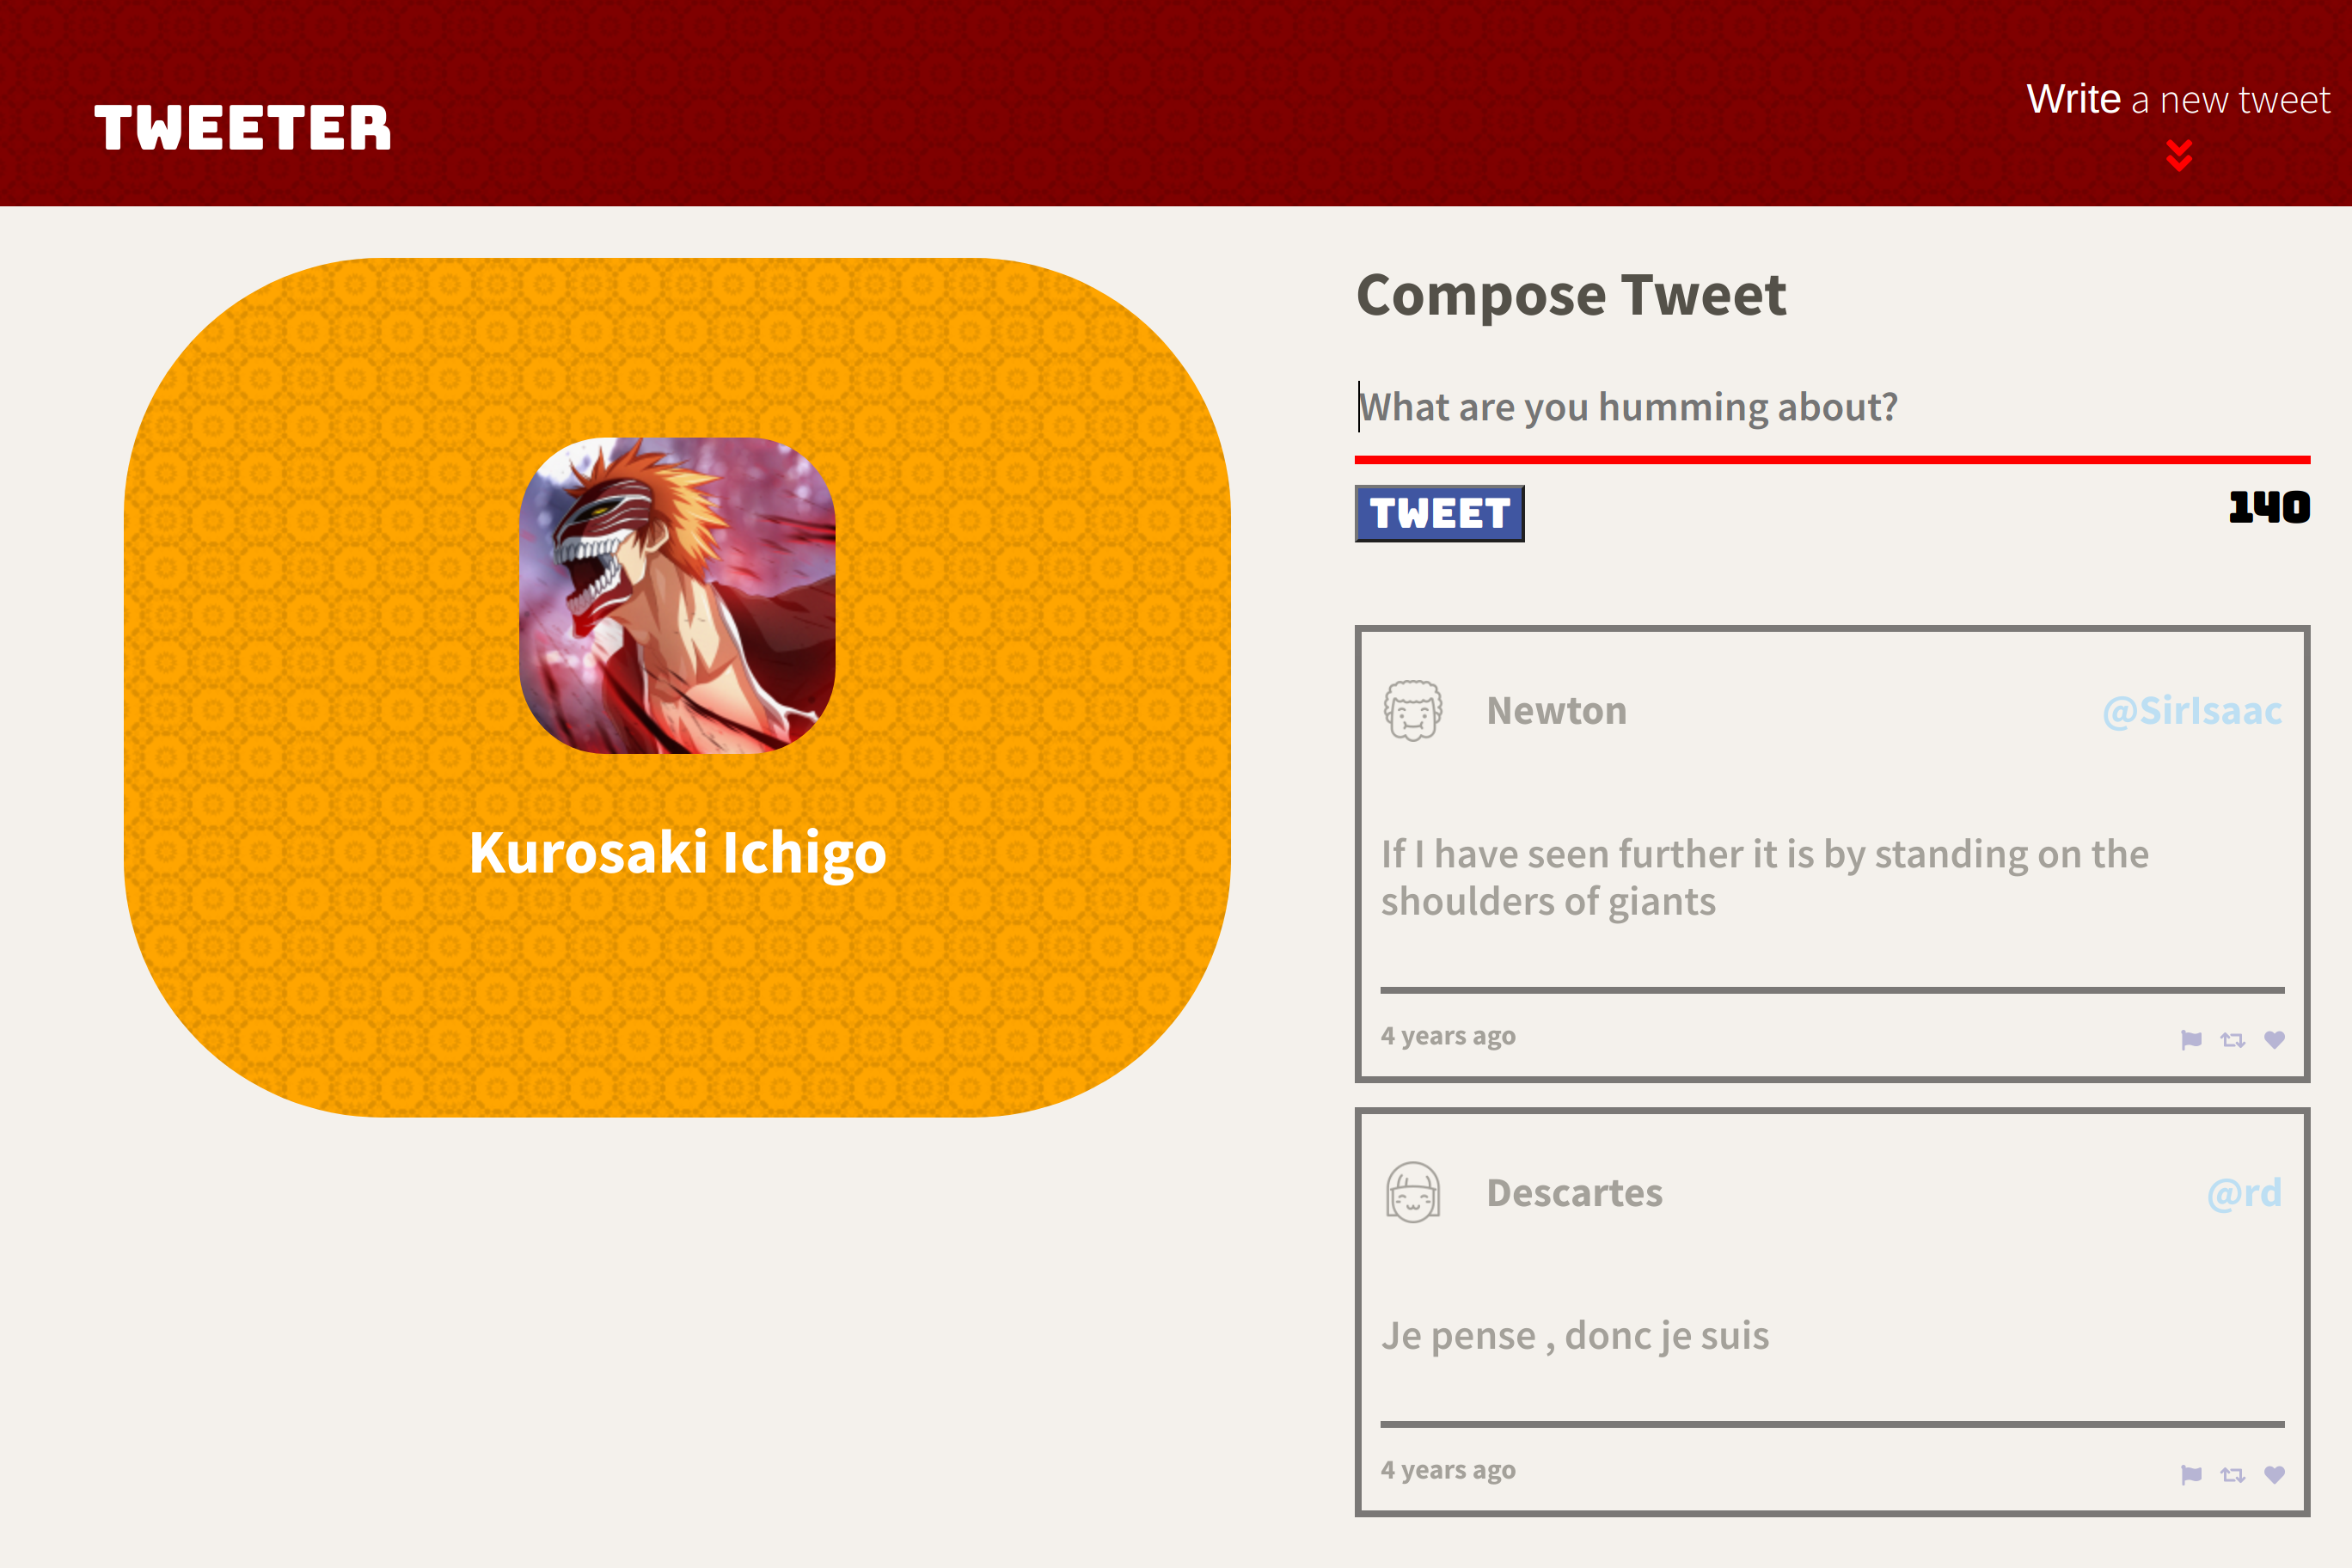 TWEETER
Write a new tweet
Kurosaki Ichigo
Compose Tweet
What are you humming about?
TWEET
140
Newton
@SirIsaac
If I have seen further it is by standing on the
shoulders of giants
4 years ago
Descartes
@rd
Je pense , donc je suis
4 years ago